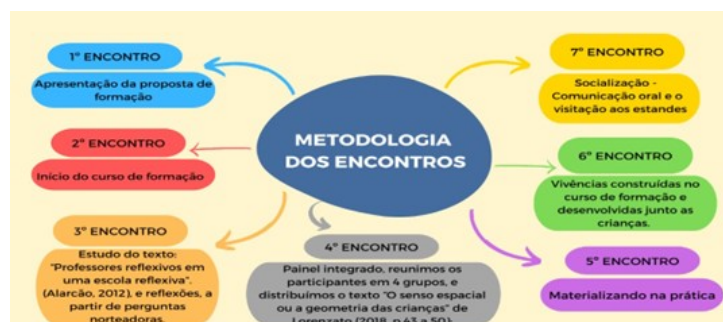 METODOLOGIA
DOS ENCONTROS
1º ENCONTRO
Apresentação da proposta de
formação
2º ENCONTRO
Início do curso de formação
3º ENCONTRO
Estudo do texto:
"Professores reflexivos em
uma escola reflexiva".
(Alarcão, 2012), e reflexões, a
partir de perguntas
norteadoras.
4º ENCONTRO
Painel integrado, reunimos os
participantes em 4 grupos, e
distribuímos o texto "O senso espacial
ou a geometria das crianças" de
Lorenzato (2018, p.43 a 50);
5º ENCONTRO
Materializando na prática
6º ENCONTRO
Vivências construídas no
curso de formação e
desenvolvidas junto as
crianças.
7º ENCONTRO
Socialização -
Comunicação oral e o
visitação aos estandes